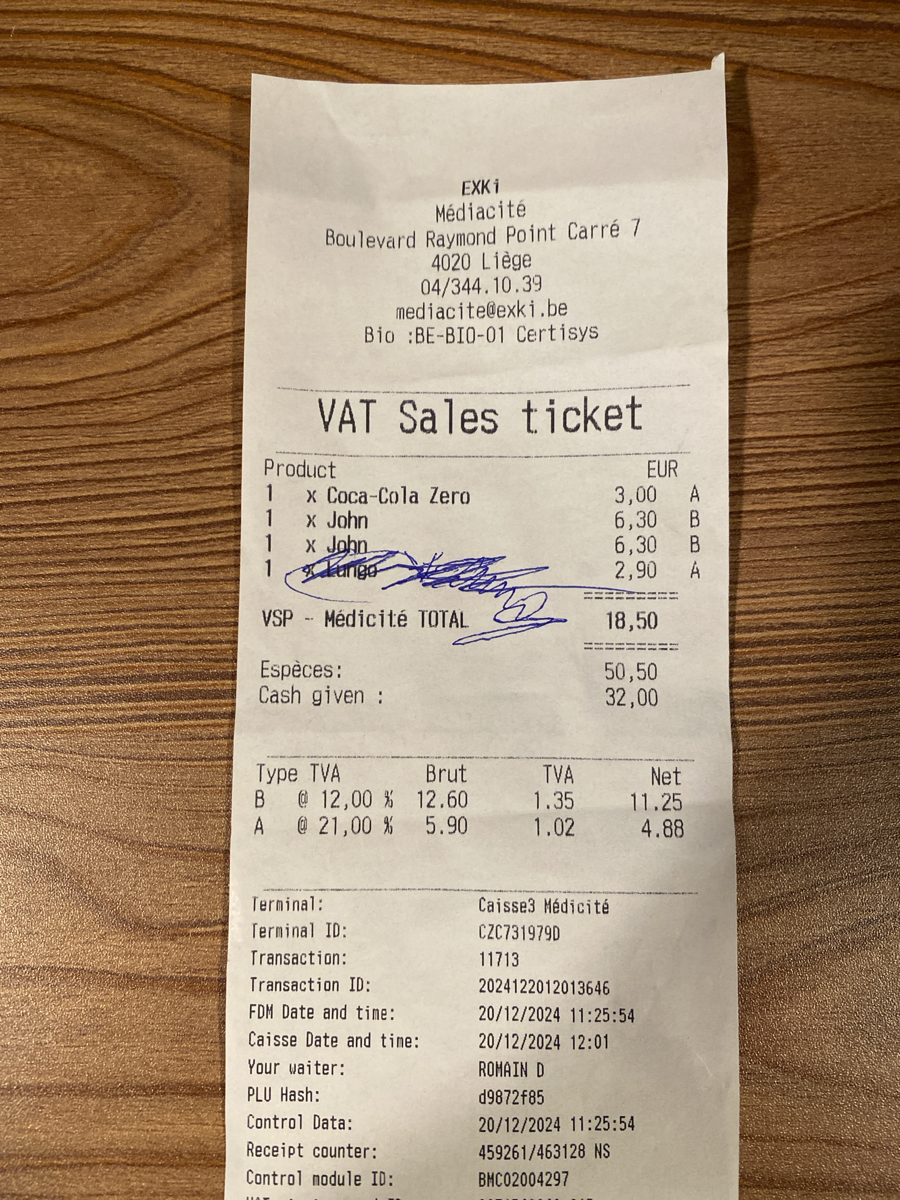 EXKi
Médiacité
Boulevard Raymond Point Carré 7
4020 Liège
04/344.10.39
mediacite@exki.be
Bio :BE-BIO-01 Certisys
VAT Sales ticket
Product EUR
1 x Coca-Cola Zero 3,00 A
1 x John 6,30 B
1 x John 6,30 B
1 x Lungo 2,90 A
VSP - Médicité TOTAL 18,50
Espèces: 50,50
Cash given : 32,00
Type TVA Brut TVA Net
B @ 12,00 % 12.60 1.35 11.25
A @ 21,00 % 5.90 1.02 4.88
Terminal: Caisse3 Médicité
Terminal ID: CZC731979D
Transaction: 11713
Transaction ID: 2024122012013646
FDM Date and time: 20/12/2024 11:25:54
Caisse Date and time: 20/12/2024 12:01
Your waiter: ROMAIN D
PLU Hash: d9872f85
Control Data: 20/12/2024 11:25:54
Receipt counter: 459261/463128 NS
Control module ID: BMC02004297